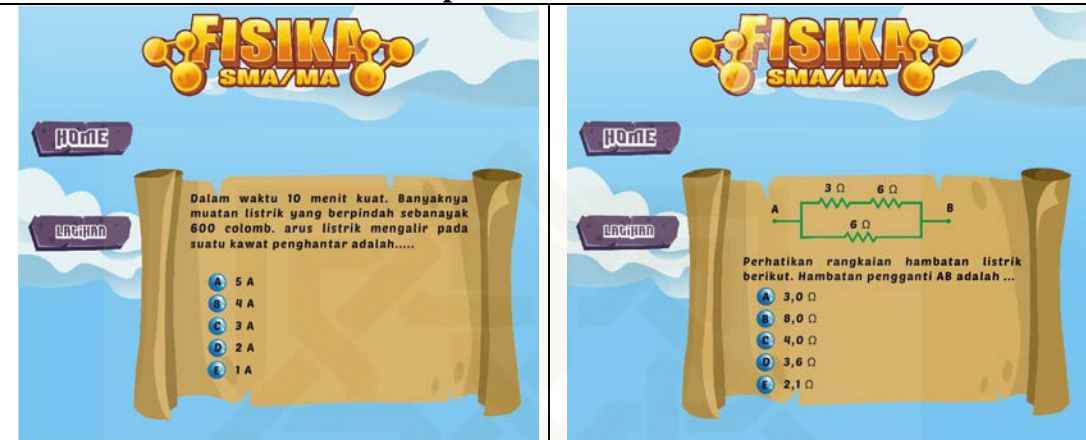 FISIKA
SMA/MA
HOME
LATIHAN
Dalam waktu 10 menit kuat. Banyaknya
muatan listrik yang berpindah sebanayak
600 colomb. arus listrik mengalir pada
suatu kawat penghantar adalah.....
A 5 A
B 4 A
C 3 A
D 2 A
E 1 A
FISIKA
SMA/MA
HOME
LATIHAN
3 Ω 6 Ω
A B
6 Ω
Perhatikan rangkaian hambatan listrik
berikut. Hambatan pengganti AB adalah ...
A 3,0 Ω
B 8,0 Ω
C 4,0 Ω
D 3,6 Ω
E 2,1 Ω